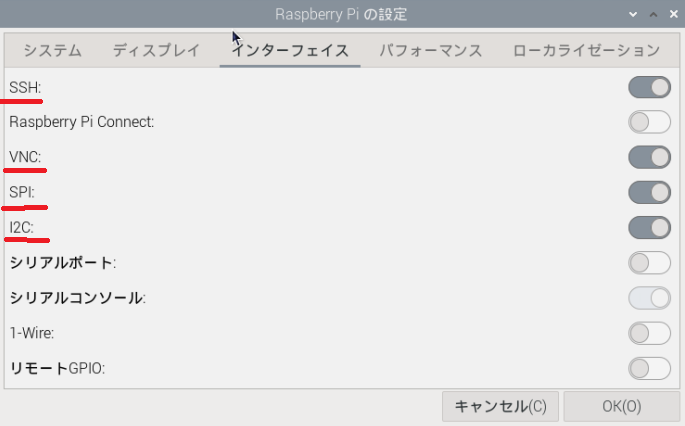 Raspberry Pi の設定
システム ディスプレイ インターフェイス パフォーマンス ローカライゼーション
SSH:
Raspberry Pi Connect:
VNC:
SPI:
I2C:
シリアルポート:
シリアルコンソール:
1-Wire:
リモートGPIO:
キャンセル(C) OK(O)